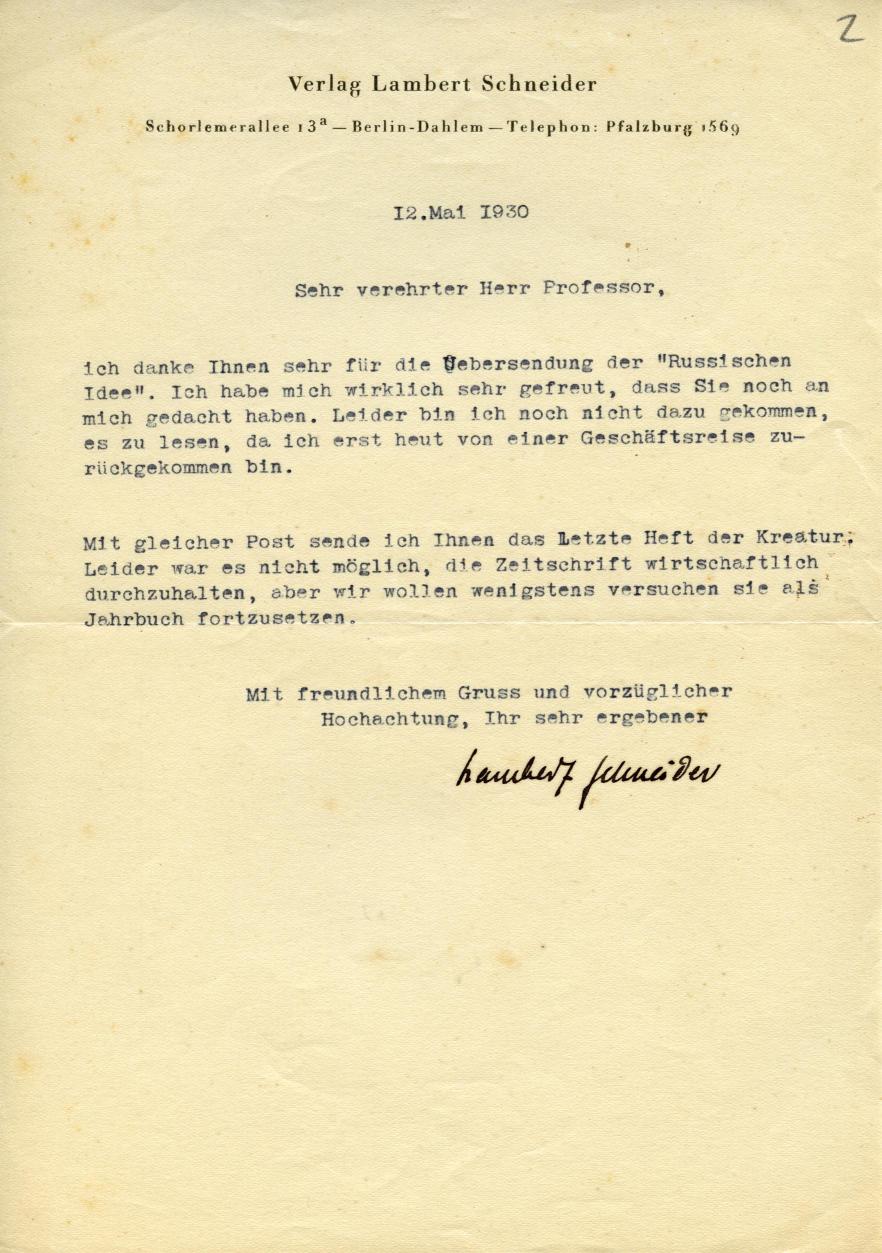 2
Verlag Lambert Schneider
Schorlemerallee 13a — Berlin-Dahlem — Telephon: Pfalzburg 1569
12.Mai 1930
Sehr verehrter Herr Professor,
ich danke Ihnen sehr für die Uebersendung der "Russischen
Idee". Ich habe mich wirklich sehr gefreut, dass Sie noch an
mich gedacht haben. Leider bin ich noch nicht dazu gekommen,
es zu lesen, da ich erst heut von einer Geschäftsreise zu-
rückgekommen bin.
Mit gleicher Post sende ich Ihnen das Letzte Heft der Kreatur.
Leider war es nicht möglich, die Zeitschrift wirtschaftlich
durchzuhalten, aber wir wollen wenigstens versuchen sie als
Jahrbuch fortzusetzen.
Mit freundlichem Gruss und vorzüglicher
Hochachtung, Ihr sehr ergebener
Lambert Schneider